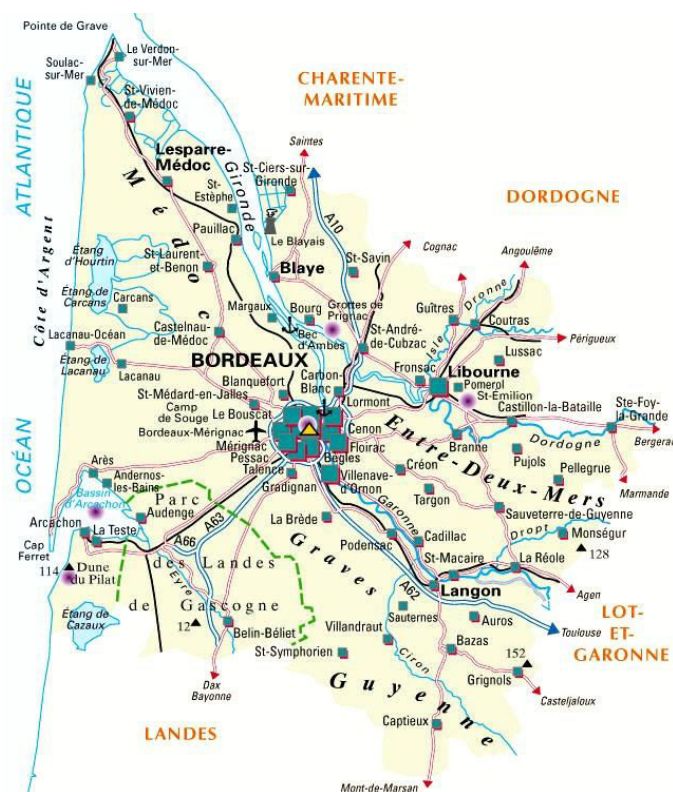 Pointe de Grave
Le Verdon-
sur-Mer
Soulac-
sur-Mer
St-Vivien-
de-Médoc
CHARENTE-
MARITIME
ATLANTIQUE
Lesparre-
Médoc
Saintes
St-Ciers-sur-
Gironde
Gironde
Médoc
St-
Estèphe
A10
DORDOGNE
Pauillac
Le Blayais
Cognac
Angoulême
Côte d'Argent
Étang
d'Hourtin
St-Laurent-
et-Benon
Blaye
St-Savin
Étang de
Carcans
Carcans
Margaux
Bourg
Grottes de
Prignac
Guîtres
Dronne
Coutras
Périgueux
Lacanau-Océan
Castelnau-
de-Médoc
Bec
d'Ambès
St-André-
de-Cubzac
Isle
Lussac
Étang de
Lacanau
Lacanau
BORDEAUX
Fronsac
Libourne
Blanquefort
Carbon-
Blanc
Pomerol
St-Émilion
St-Médard-en-Jalles
Lormont
Castillon-la-Bataille
Ste-Foy-
la-Grande
Camp
de Souge
Le Bouscat
Cenon
Entre-Deux-Mers
Bordeaux-Mérignac
Mérignac
Floirac
Branne
Dordogne
Bergerac
OCÉAN
Pessac
Bègles
Créon
Pujols
Talence
Villenave-
d'Ornon
Pellegrue
Arès
Andernos-
les-Bains
Gradignan
Targon
Marmande
Bassin
d'Arcachon
Parc
Audenge
Garonne
Sauveterre-de-Guyenne
A63
La Brède
Dropt
Arcachon
La Teste
Podensac
Cadillac
Monségur
Cap
Ferret
A66
St-Macaire
La Réole
128
114
Dune
du Pilat
des Landes
Graves
A62
Langon
Agen
Eyre
de Gascogne
Sauternes
Auros
LOT-
ET-
GARONNE
Étang de
Cazaux
12
Belin-Béliet
Villandraut
Toulouse
St-Symphorien
Bazas
152
Ciron
Grignols
Dax
Bayonne
Guyenne
Casteljaloux
LANDES
Captieux
Mont-de-Marsan